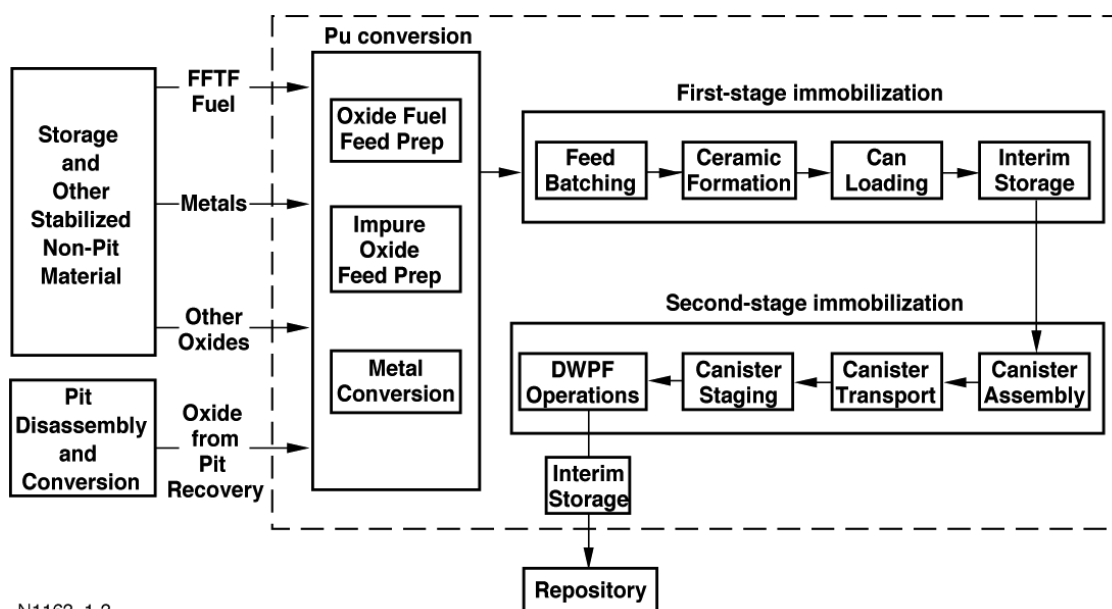 Pu conversion
FFTF
Fuel
Storage
and
Other
Stabilized
Non-Pit
Material
Metals
Other
Oxides
Pit
Disassembly
and
Conversion
Oxide
from
Pit
Recovery
Oxide Fuel
Feed Prep
Impure
Oxide
Feed Prep
Metal
Conversion
First-stage immobilization
Feed
Batching
Ceramic
Formation
Can
Loading
Interim
Storage
Second-stage immobilization
DWPF
Operations
Canister
Staging
Canister
Transport
Canister
Assembly
Interim
Storage
Repository